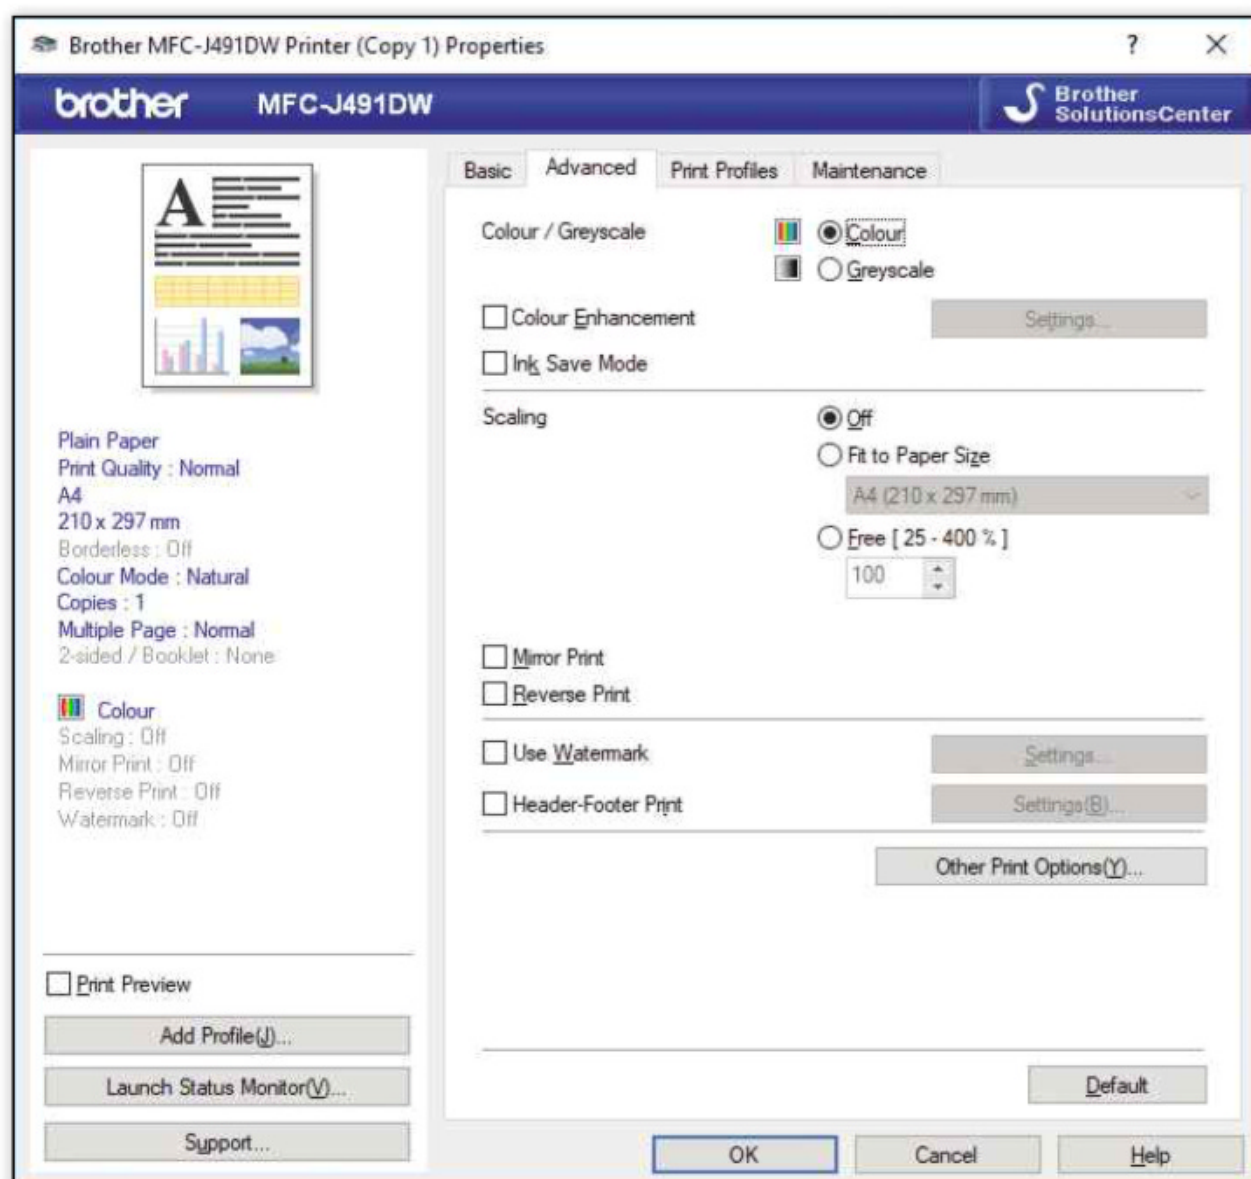 Brother MFC-J491DW Printer (Copy 1) Properties
?
brother MFC-J491DW
Brother
SolutionsCenter
A
Plain Paper
Print Quality : Normal
A4
210 x 297 mm
Borderless : Off
Colour Mode : Natural
Copies : 1
Multiple Page : Normal
2-sided / Booklet : None
Colour
Scaling : Off
Mirror Print : Off
Reverse Print : Off
Watermark : Off
Print Preview
Add Profile(J)...
Launch Status Monitor(V)...
Support...
Basic Advanced Print Profiles Maintenance
Colour / Greyscale Colour
Greyscale
Colour Enhancement Settings...
Ink Save Mode
Scaling Off
Fit to Paper Size
A4 (210 x 297 mm)
Free [ 25 - 400 % ]
100
Mirror Print
Reverse Print
Use Watermark Settings...
Header-Footer Print Settings(B)...
Other Print Options(Y)...
Default
OK Cancel Help